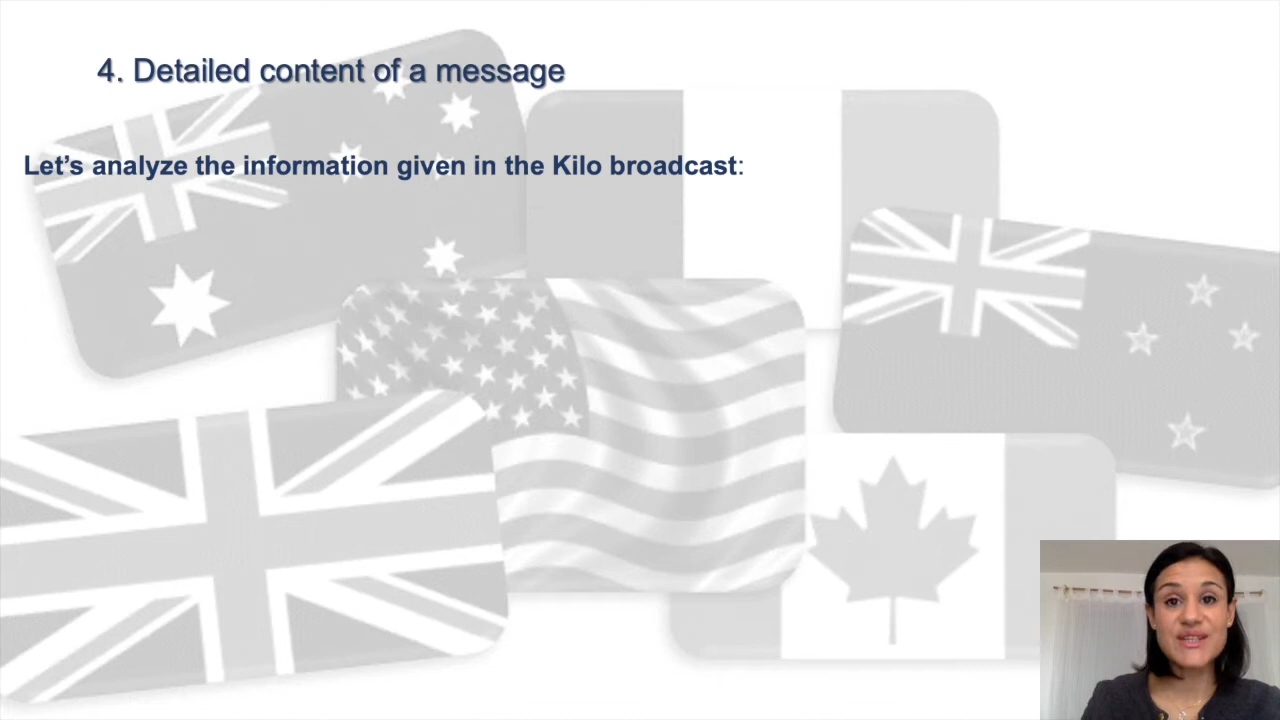 4. Detailed content of a message
Let’s analyze the information given in the Kilo broadcast: